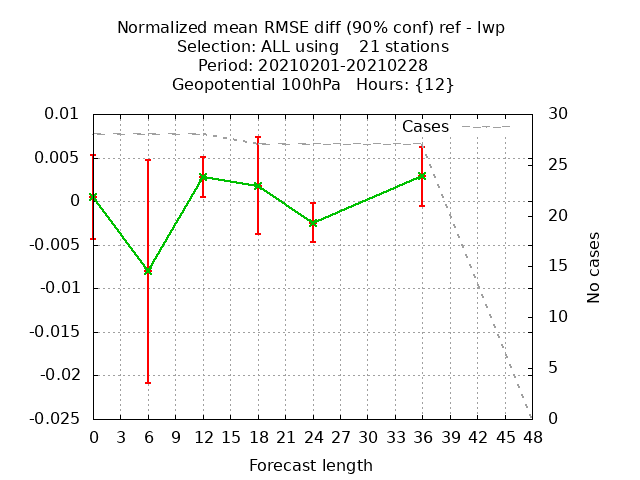 Normalized mean RMSE diff (90% conf) ref - lwp
Selection: ALL using    21 stations
Period: 20210201-20210228
Geopotential 100hPa   Hours: {12}
Cases
0.01
0.005
0
-0.005
-0.01
-0.015
-0.02
-0.025
30
25
20
15
10
5
0
No cases
0 3 6 9 12 15 18 21 24 27 30 33 36 39 42 45 48
Forecast length